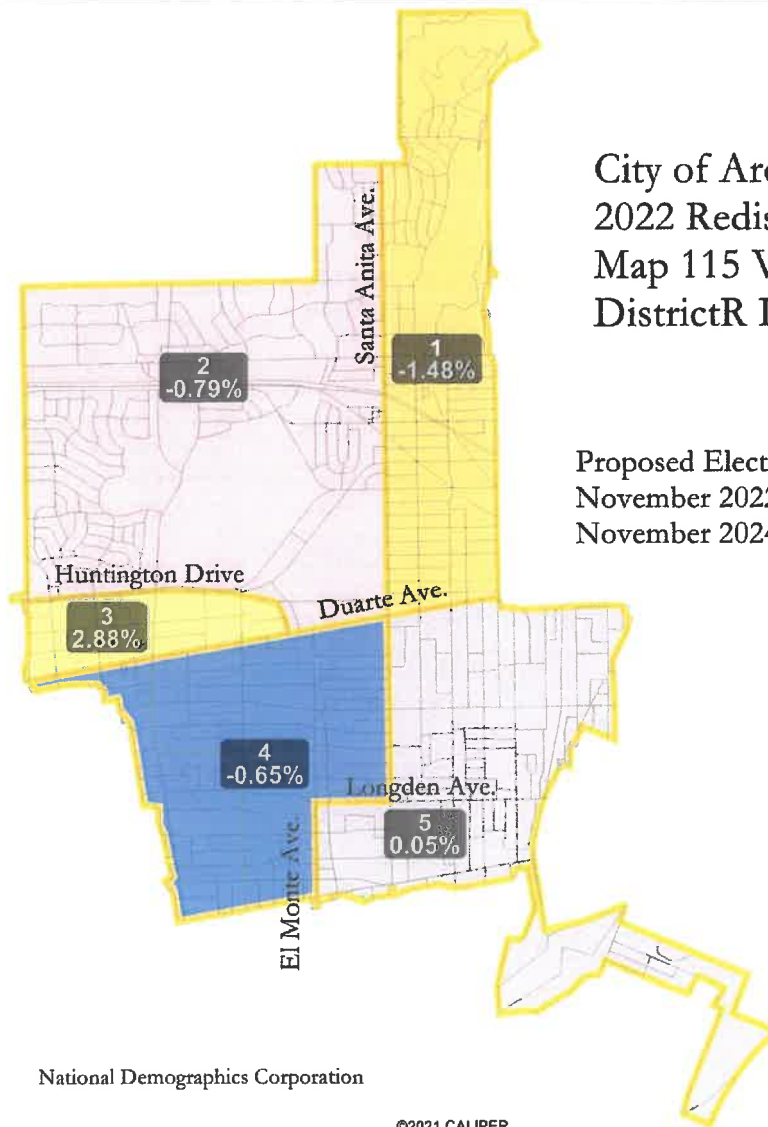 City of Ar
2022 Redis
Map 115 V
DistrictR I
Santa Anita Ave.
1
-1.48%
2
-0.79%
Proposed Elect
November 2022
November 2024
Huntington Drive
Duarte Ave.
3
2.88%
4
-0.65%
Longden Ave.
5
0.05%
El Monte Ave.
National Demographics Corporation
©2021 CALIPER